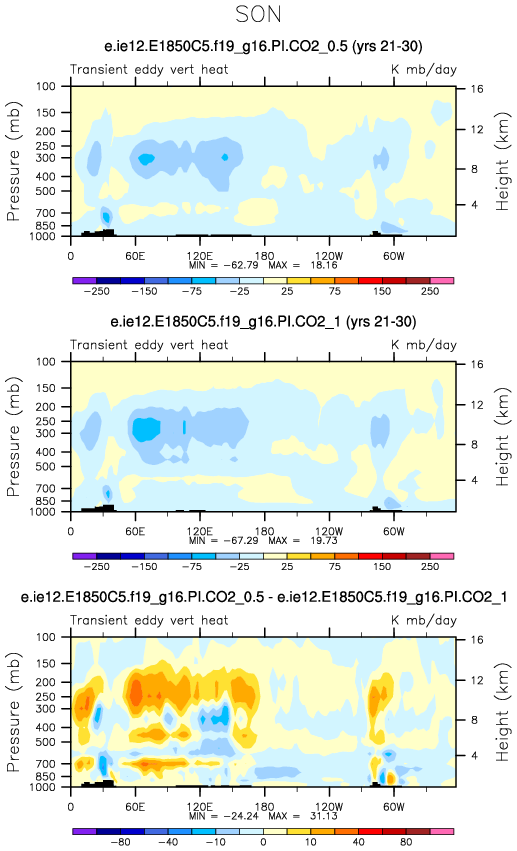 SON
e.ie12.E1850C5.f19_g16.PI.CO2_0.5 (yrs 21-30)
Transient eddy vert heat K mb/day
Pressure (mb)
100
150
200
250
300
400
500
700
850
1000
16
12
8
4
Height (km)
0 60E 120E 180 120W 60W
MIN = -62.79 MAX = 18.16
-250 -150 -75 -25 25 75 150 250
e.ie12.E1850C5.f19_g16.PI.CO2_1 (yrs 21-30)
Transient eddy vert heat K mb/day
Pressure (mb)
100
150
200
250
300
400
500
700
850
1000
16
12
8
4
Height (km)
0 60E 120E 180 120W 60W
MIN = -67.29 MAX = 19.73
-250 -150 -75 -25 25 75 150 250
e.ie12.E1850C5.f19_g16.PI.CO2_0.5 - e.ie12.E1850C5.f19_g16.PI.CO2_1
Transient eddy vert heat K mb/day
Pressure (mb)
100
150
200
250
300
400
500
700
850
1000
16
12
8
4
Height (km)
0 60E 120E 180 120W 60W
MIN = -24.24 MAX = 31.13
-80 -40 -10 0 10 40 80